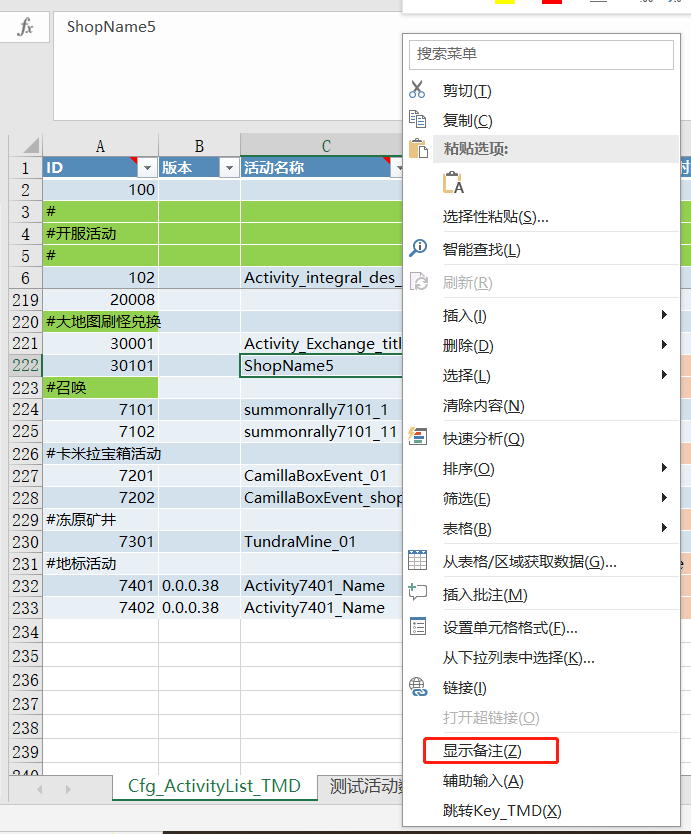 fx
ShopName5
A B C
1 ID 版本 活动名称
2 100
3 #
4 #开服活动
5 #
6 102 Activity_integral_des_
219 20008
220 #大地图刷怪兑换
221 30001 Activity_Exchange_titl
222 30101 ShopName5
223 #召唤
224 7101 summonrally7101_1
225 7102 summonrally7101_11
226 #卡米拉宝箱活动
227 7201 CamillaBoxEvent_01
228 7202 CamillaBoxEvent_shop
229 #冻原矿井
230 7301 TundraMine_01
231 #地标活动
232 7401 0.0.0.38 Activity7401_Name
233 7402 0.0.0.38 Activity7401_Name
234
235
236
237
238
239
240
Cfg_ActivityList_TMD 测试活动
搜索菜单
剪切(T)
复制(C)
粘贴选项:
选择性粘贴(S)...
智能查找(L)
刷新(R)
插入(I)
删除(D)
选择(L)
清除内容(N)
快速分析(Q)
排序(O)
筛选(E)
表格(B)
从表格/区域获取数据(G)...
插入批注(M)
设置单元格格式(F)...
从下拉列表中选择(K)...
链接(I)
打开超链接(O)
显示备注(Z)
辅助输入(A)
跳转Key_TMD(X)